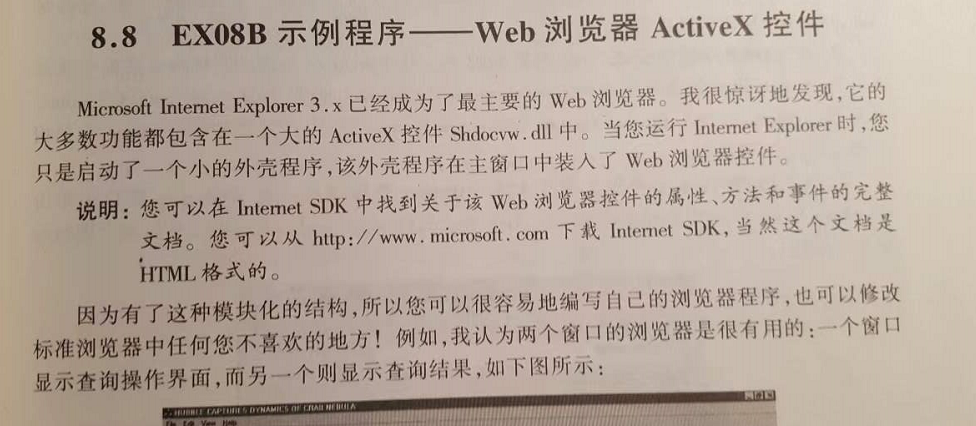 8.8 EX08B 示例程序——Web 浏览器 ActiveX 控件
Microsoft Internet Explorer 3.x 已经成为了最主要的 Web 浏览器。我很惊讶地发现,它的
大多数功能都包含在一个大的 ActiveX 控件 Shdocvw.dll 中。当您运行 Internet Explorer 时,您
只是启动了一个小的外壳程序,该外壳程序在主窗口中装入了 Web 浏览器控件。
说明: 您可以在 Internet SDK 中找到关于该 Web 浏览器控件的属性、方法和事件的完整
文档。您可以从 http://www.microsoft.com 下载 Internet SDK,当然这个文档是
HTML 格式的。
因为有了这种模块化的结构,所以您可以很容易地编写自己的浏览器程序,也可以修改
标准浏览器中任何您不喜欢的地方!例如,我认为两个窗口的浏览器是很有用的:一个窗口
显示查询操作界面,而另一个则显示查询结果,如下图所示:
HUBBLE CAPTURES DYNAMICS OF CRAB NEBULA
File Edit View Help